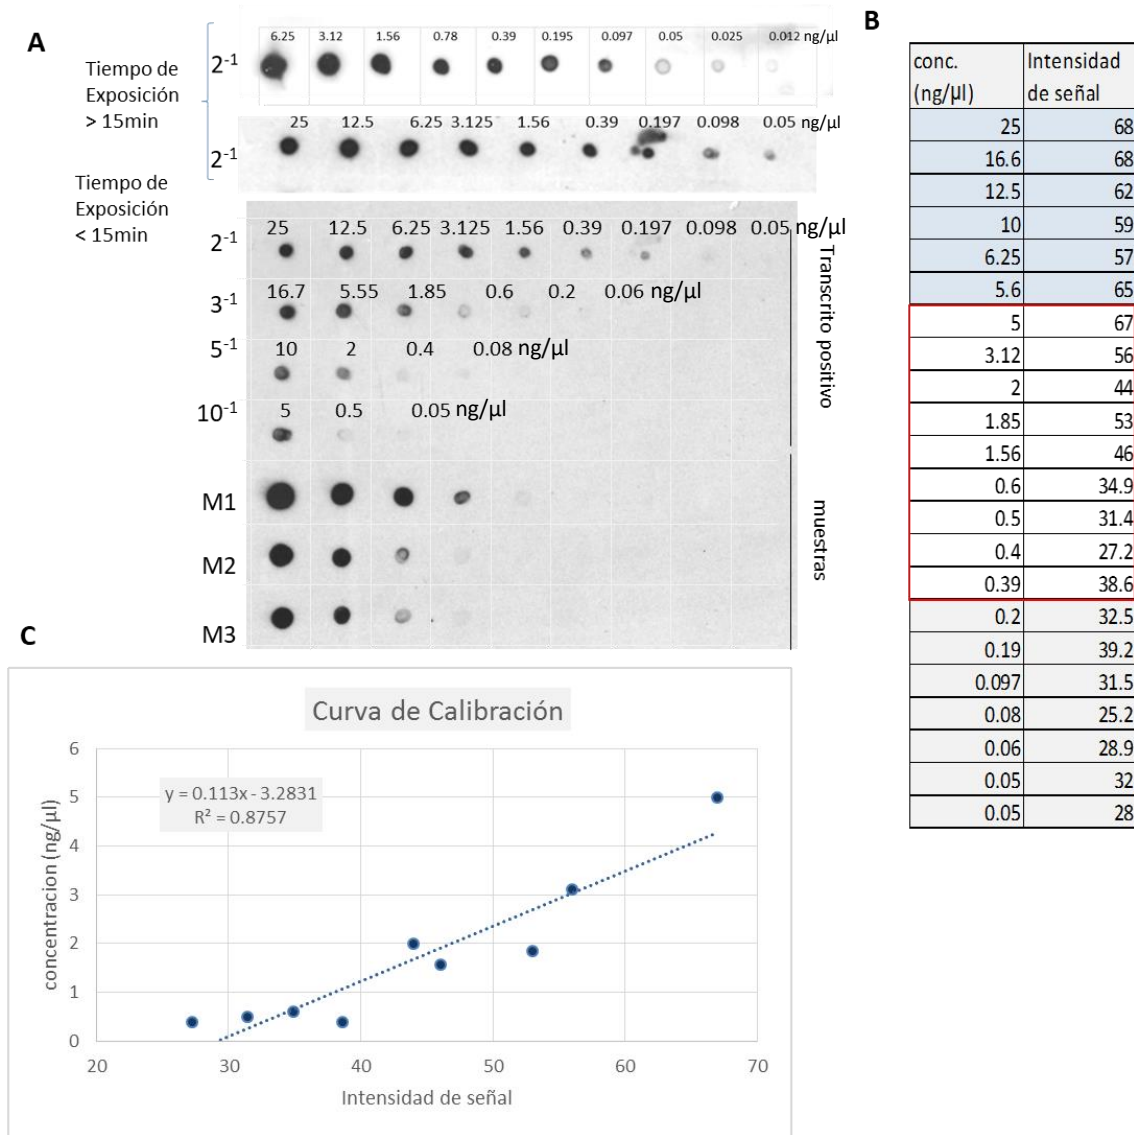 A
Tiempo de
Exposición
> 15min
2-1
6.25 3.12 1.56 0.78 0.39 0.195 0.097 0.05 0.025 0.012 ng/µl
2-1
25 12.5 6.25 3.125 1.56 0.39 0.197 0.098 0.05 ng/µl
Tiempo de
Exposición
< 15min
2-1
25 12.5 6.25 3.125 1.56 0.39 0.197 0.098 0.05 ng/µl
3-1
16.7 5.55 1.85 0.6 0.2 0.06 ng/µl
5-1
10 2 0.4 0.08 ng/µl
10-1
5 0.5 0.05 ng/µl
Transcrito positivo
M1
M2
M3
muestras
B
conc. (ng/µl) Intensidad de señal
25 68
16.6 68
12.5 62
10 59
6.25 57
5.6 65
5 67
3.12 56
2 44
1.85 53
1.56 46
0.6 34.9
0.5 31.4
0.4 27.2
0.39 38.6
0.2 32.5
0.19 39.2
0.097 31.5
0.08 25.2
0.06 28.9
0.05 32
0.05 28
C
Curva de Calibración
y = 0.113x - 3.2831
R² = 0.8757
concentracion (ng/µl)
6
5
4
3
2
1
0
20 30 40 50 60 70
Intensidad de señal